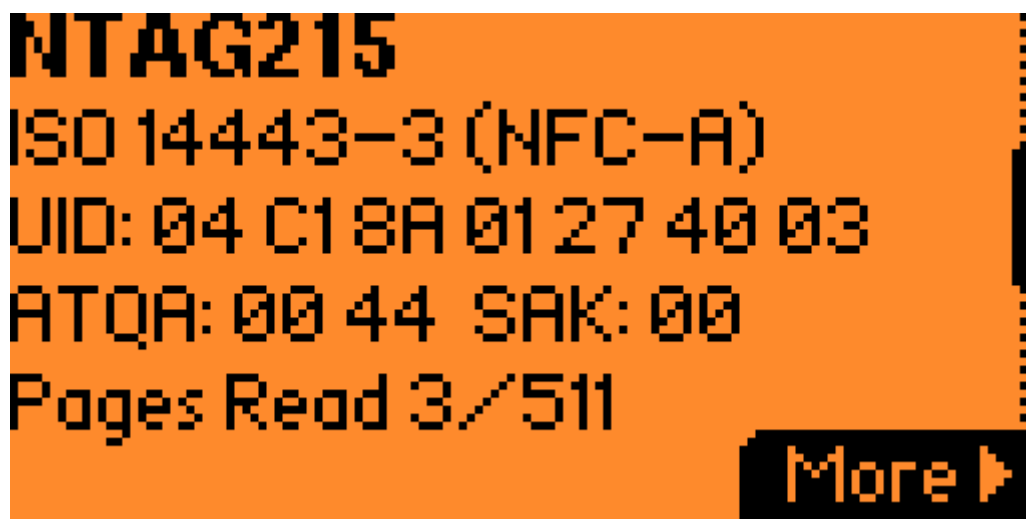 NTAG215
ISO 14443-3 (NFC-A)
UID: 04 C1 8A 01 27 40 03
ATQA: 00 44 SAK: 00
Pages Read 3/511
More